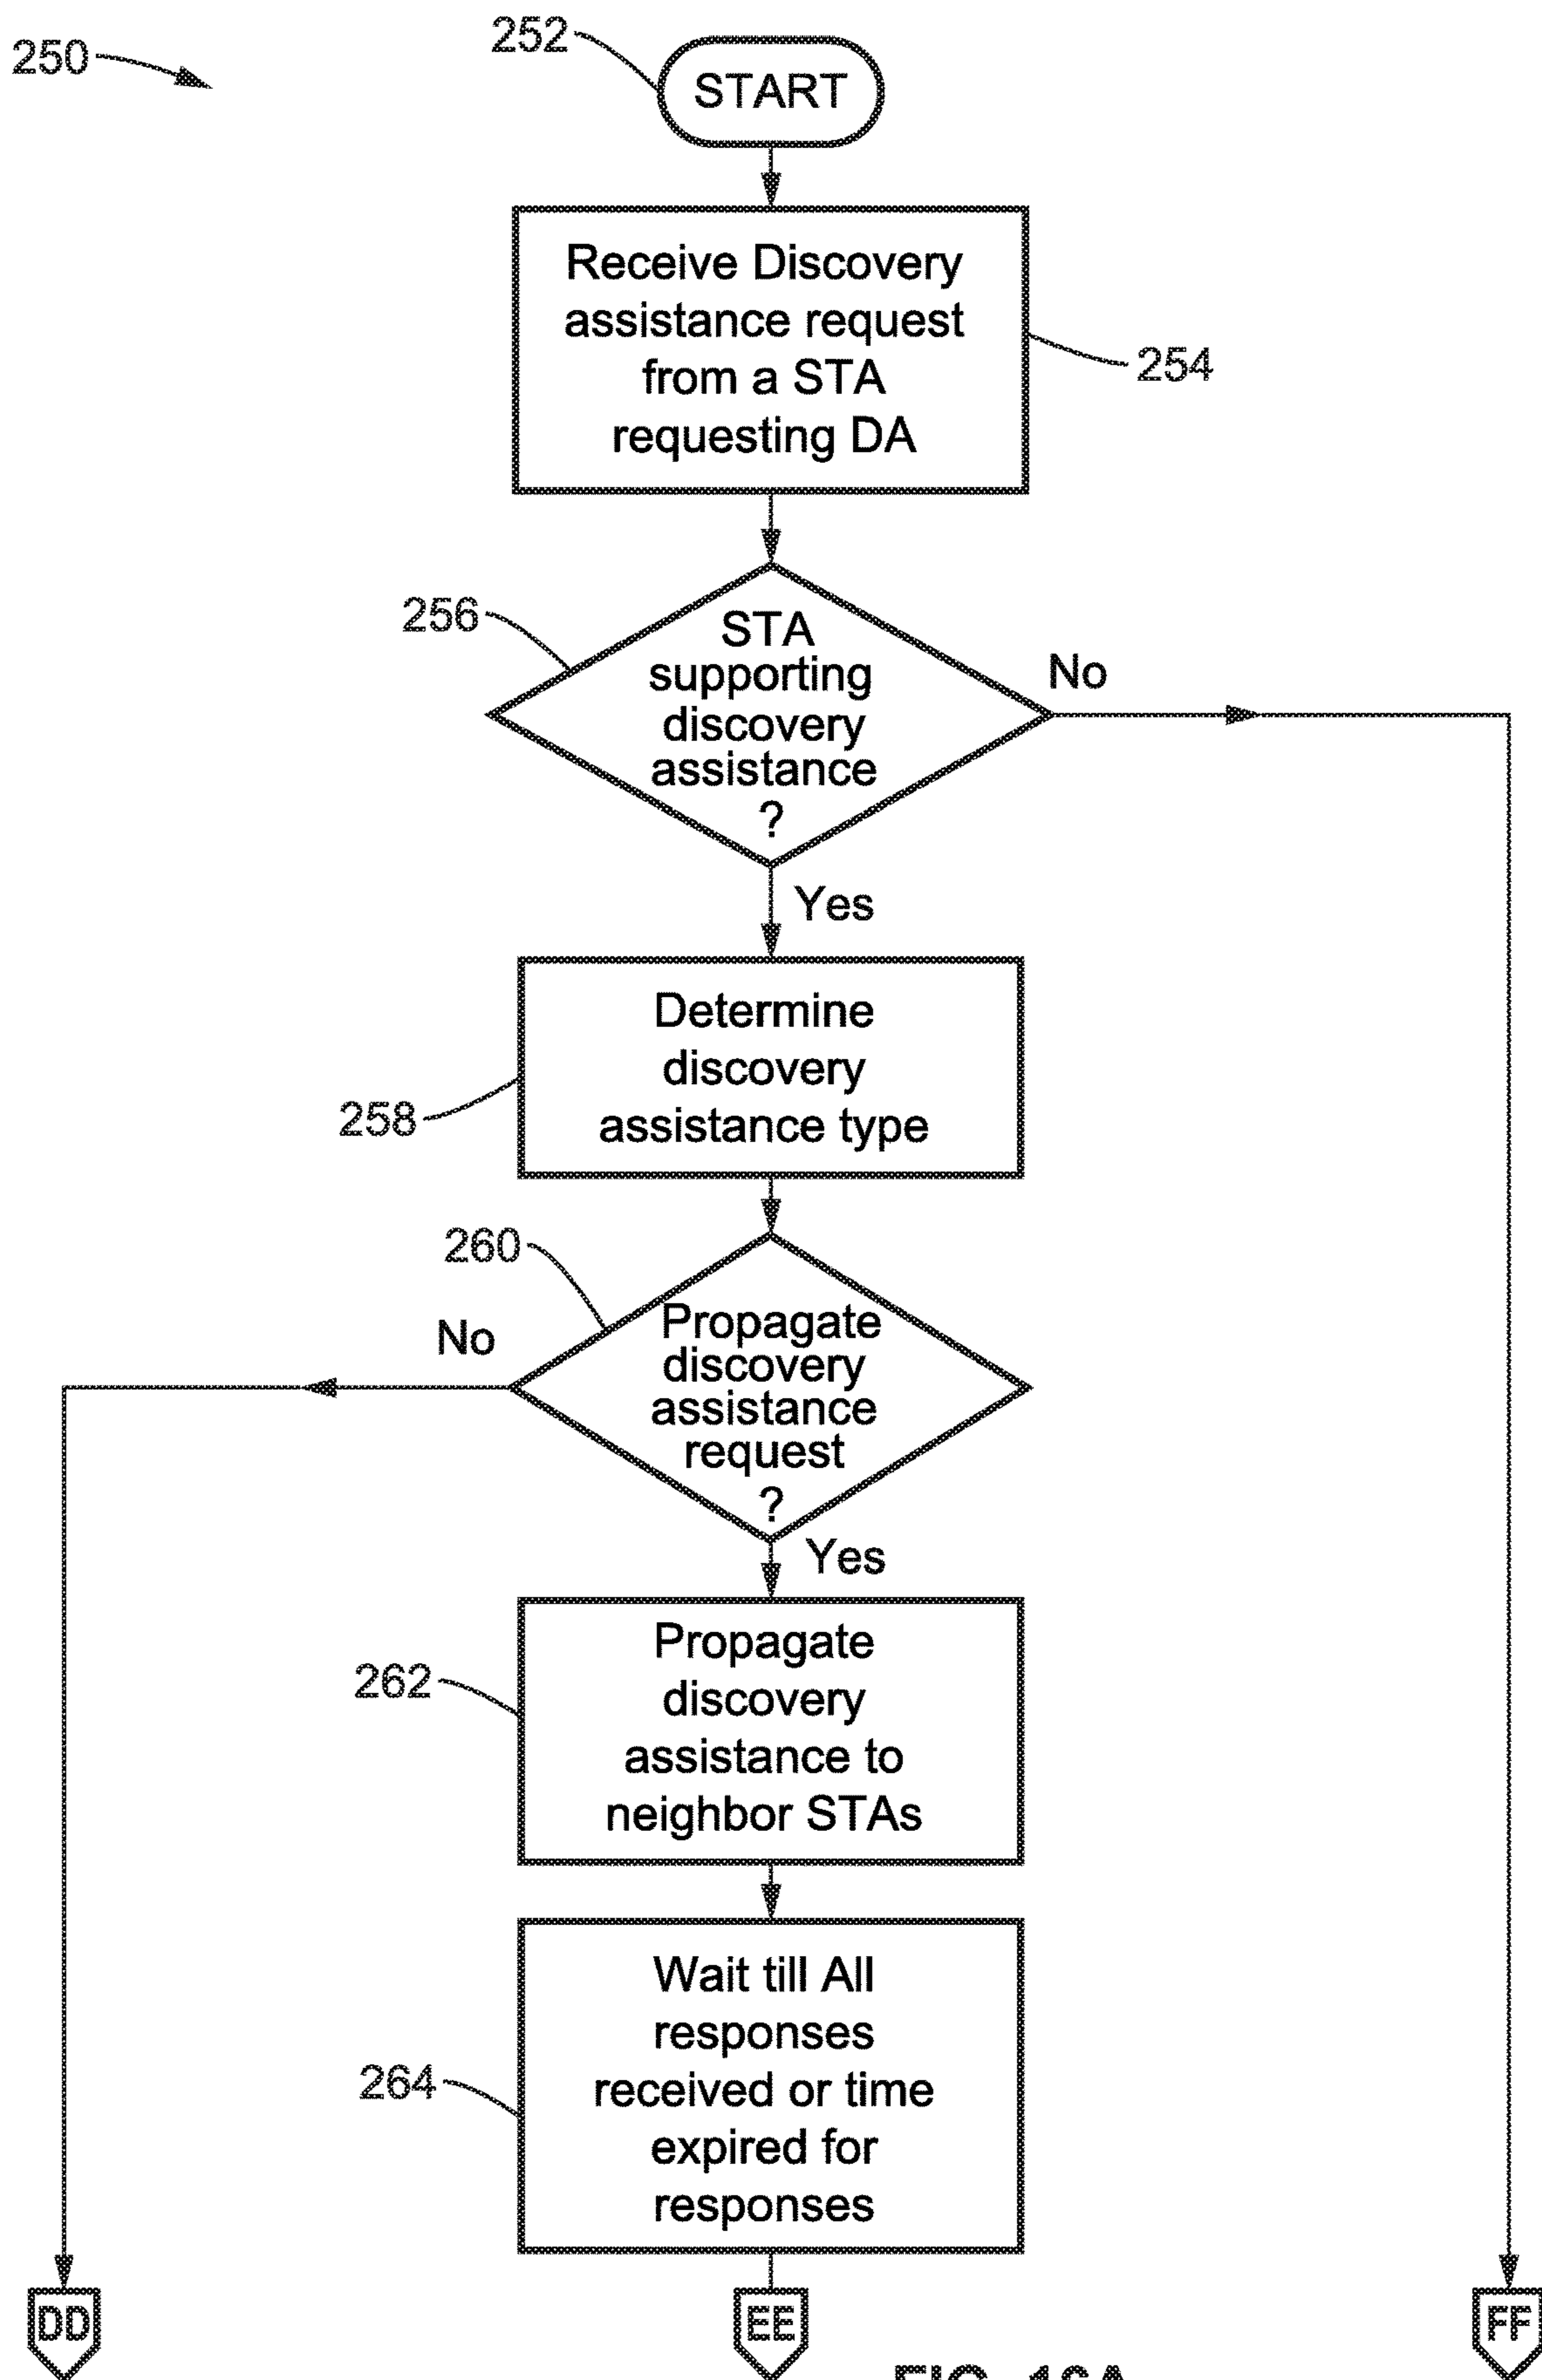 250
252
START
Receive Discovery
assistance request
from a STA
requesting DA
254
256
STA
supporting
discovery
assistance
?
No
Yes
Determine
discovery
assistance type
258
260
No
Propagate
discovery
assistance
request
?
Yes
Propagate
discovery
assistance to
neighbor STAs
262
Wait till All
responses
received or time
expired for
responses
264
DD
EE
FF